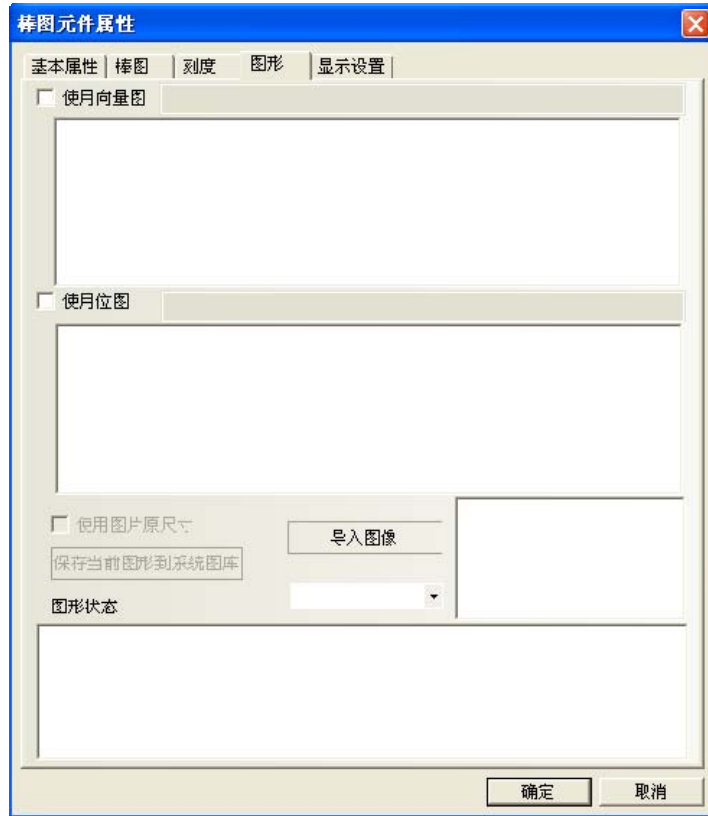 棒图元件属性
基本属性 棒图 刻度 图形 显示设置
使用向量图
使用位图
使用图片原尺寸
导入图像
保存当前图形到系统图库
图形状态
确定 取消